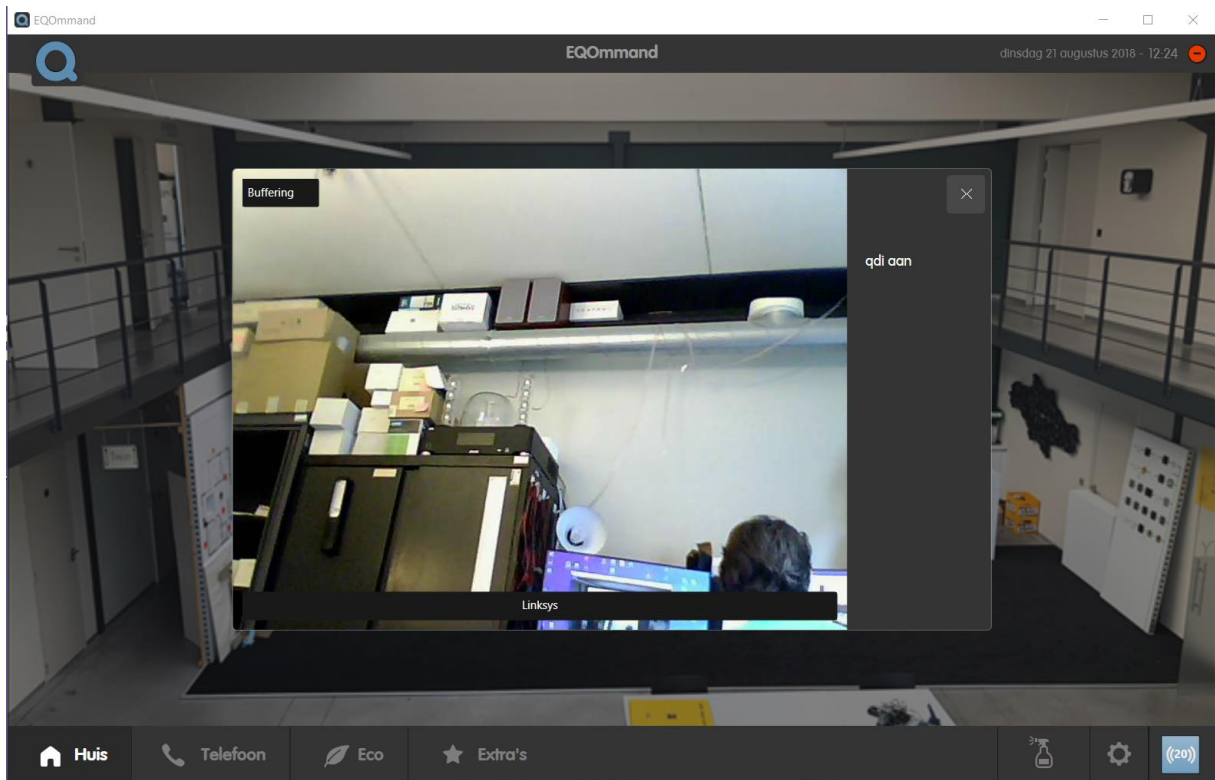 EQOmmand
EQOmmand
dinsdag 21 augustus 2018 - 12:24
Buffering
qdi aan
Linksys
Huis
Telefoon
Eco
Extra's
((20))